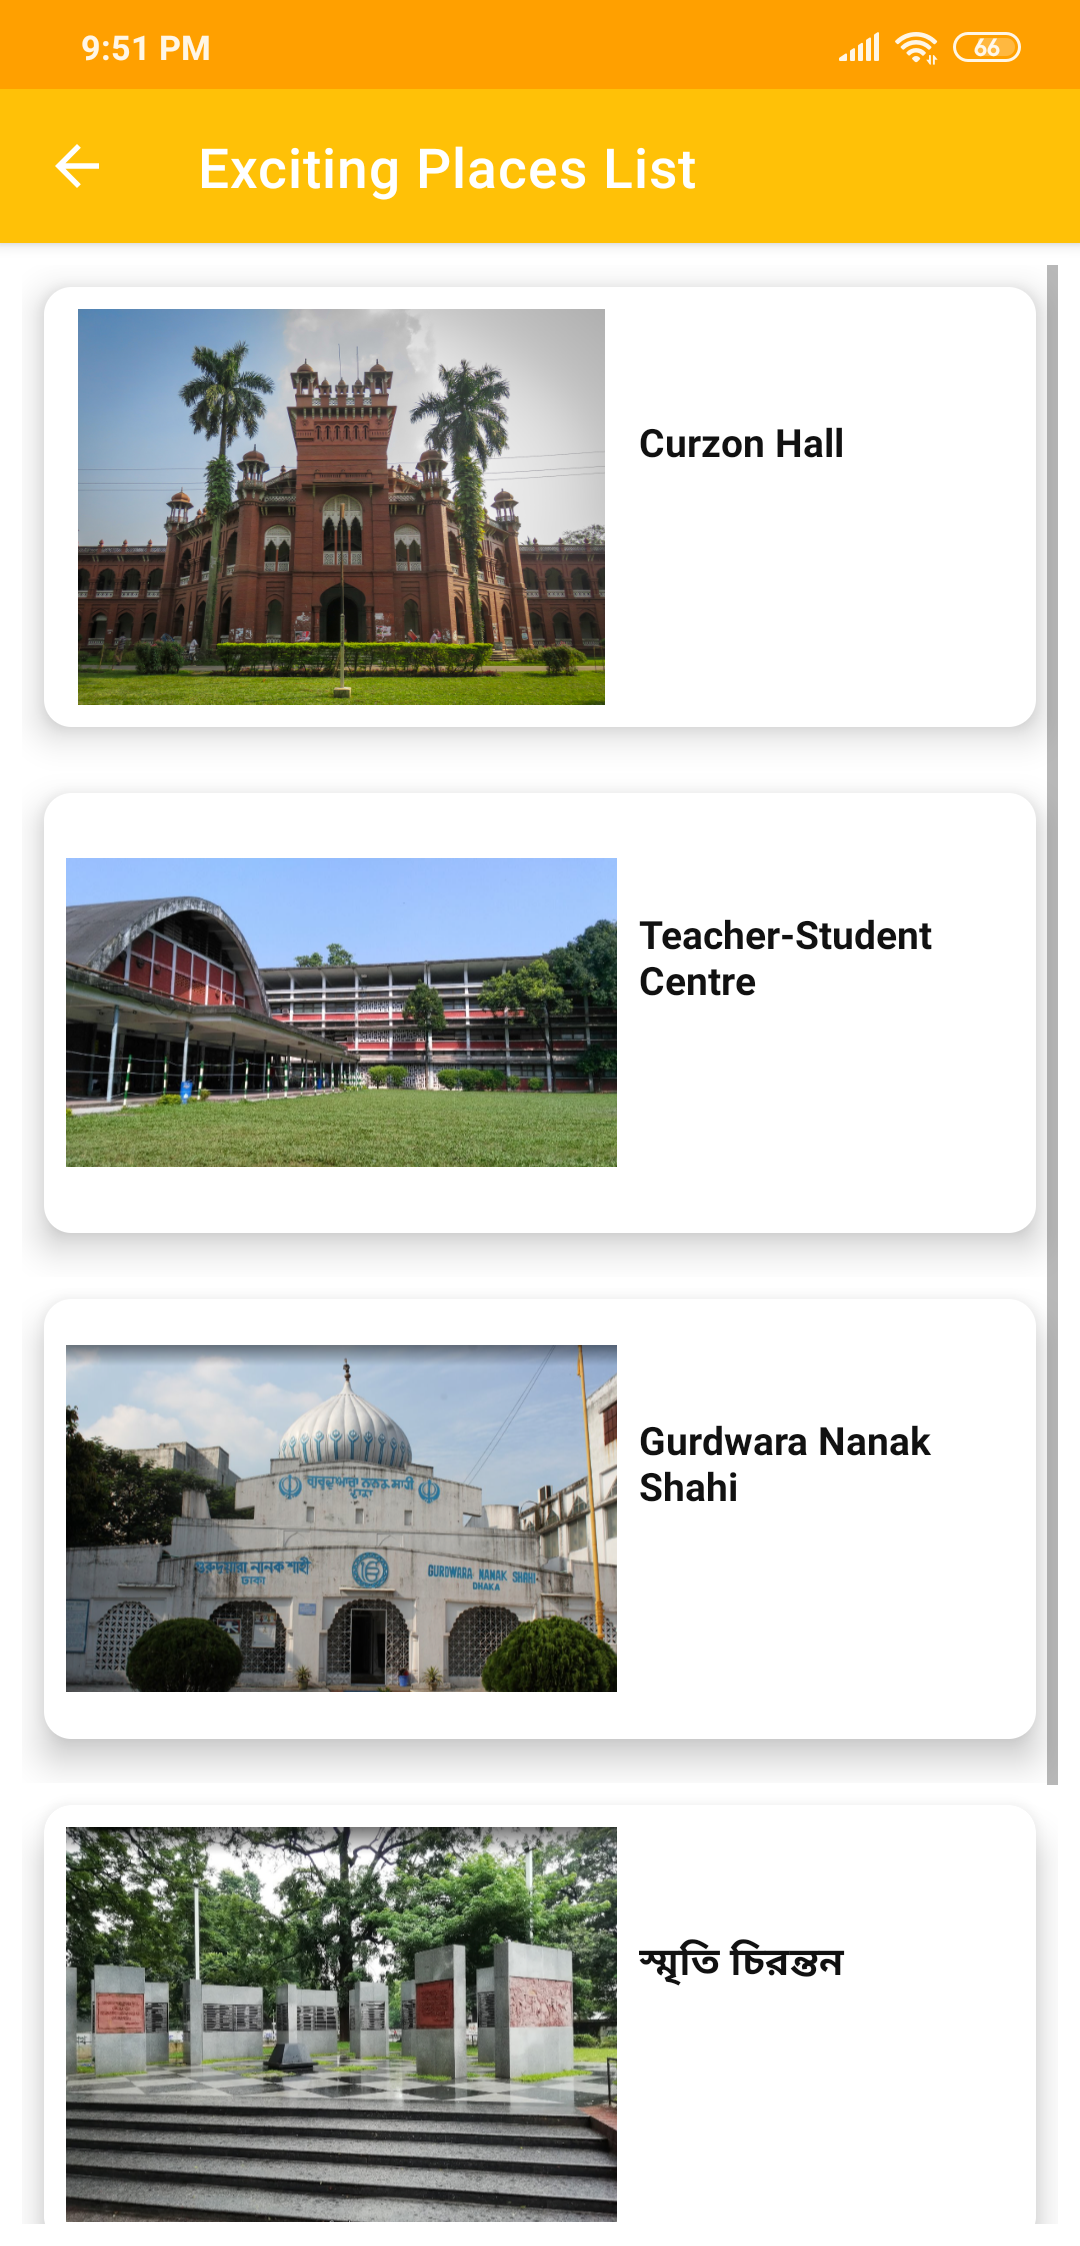 9:51 PM
66
Exciting Places List
Curzon Hall
Teacher-Student
Centre
Gurdwara Nanak
Shahi
গুরুদুয়ারা নানক শাহী
ঢাকা
GURDWARA NANAK SHAHI
DHAKA
স্মৃতি চিরন্তন